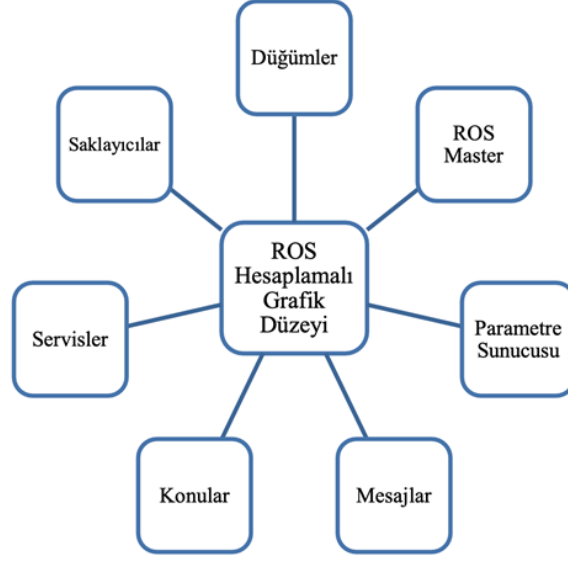 Düğümler
Saklayıcılar
ROS
Master
ROS
Hesaplamalı
Grafik
Düzeyi
Servisler
Parametre
Sunucusu
Konular
Mesajlar